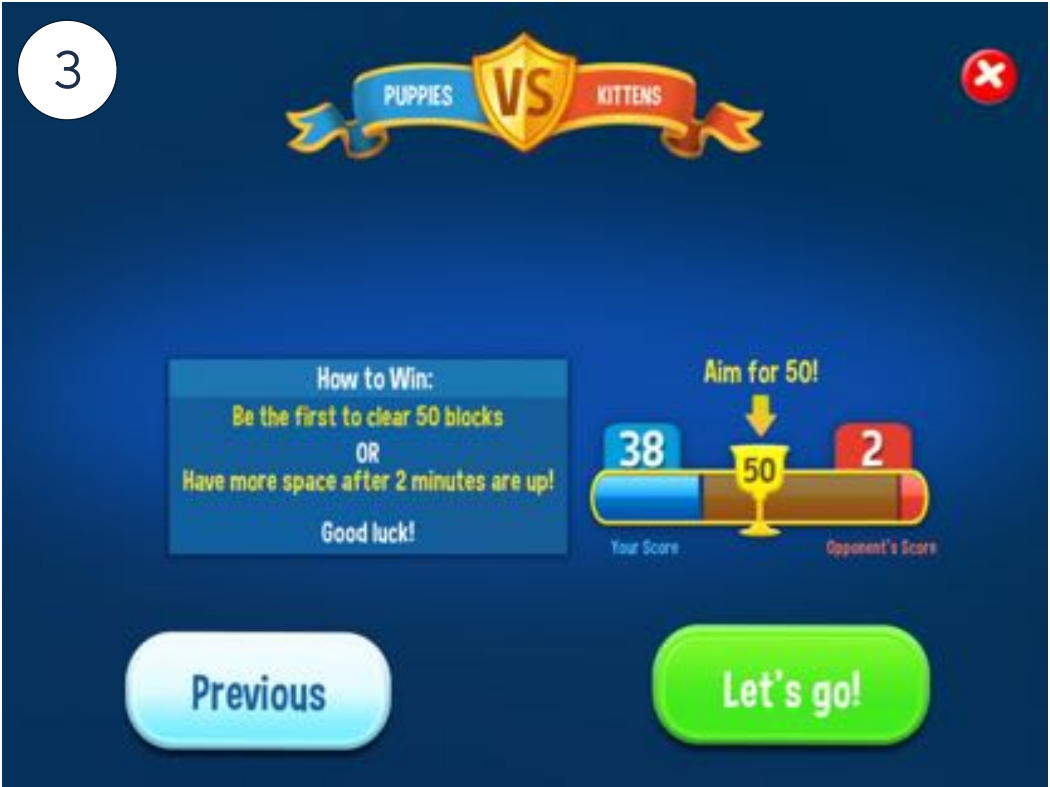 3
PUPPIES VS KITTENS
How to Win:
Be the first to clear 50 blocks
OR
Have more space after 2 minutes are up!
Good luck!
Aim for 50!
38
50
2
Your Score
Opponent's Score
Previous
Let's go!